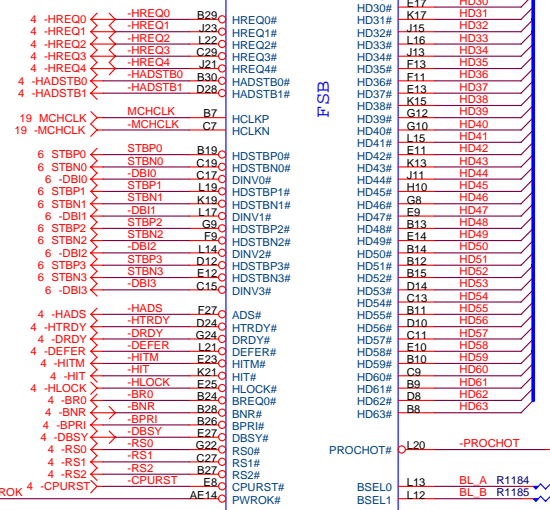 4 -HREQ0 -HREQ0 B29 HREQ0#
4 -HREQ1 -HREQ1 J23 HREQ1#
4 -HREQ2 -HREQ2 L22 HREQ2#
4 -HREQ3 -HREQ3 C29 HREQ3#
4 -HREQ4 -HREQ4 J21 HREQ4#
4 -HADSTB0 -HADSTB0 B30 HADSTB0#
4 -HADSTB1 -HADSTB1 D28 HADSTB1#
19 MCHCLK MCHCLK B7 HCLKP
19 -MCHCLK -MCHCLK C7 HCLKN
6 STBP0 STBP0 B19 HDSTBP0#
6 STBN0 STBN0 C19 HDSTBN0#
6 -DBI0 -DBI0 C17 DINV0#
6 STBP1 STBP1 L19 HDSTBP1#
6 STBN1 STBN1 K19 HDSTBN1#
6 -DBI1 -DBI1 L17 DINV1#
6 STBP2 STBP2 G9 HDSTBP2#
6 STBN2 STBN2 F9 HDSTBN2#
6 -DBI2 -DBI2 L14 DINV2#
6 STBP3 STBP3 D12 HDSTBP3#
6 STBN3 STBN3 E12 HDSTBN3#
6 -DBI3 -DBI3 C15 DINV3#
4 -HADS -HADS F27 ADS#
4 -HTRDY -HTRDY D24 HTRDY#
4 -DRDY -DRDY G24 DRDY#
4 -DEFER -DEFER L21 DEFER#
4 -HITM -HITM E23 HITM#
4 -HIT -HIT K21 HIT#
4 -HLOCK -HLOCK E25 HLOCK#
4 -BR0 -BR0 B24 BREQ0#
4 -BNR -BNR B28 BNR#
4 -BPRI -BPRI B26 BPRI#
4 -DBSY -DBSY E27 DBSY#
4 -RS0 -RS0 G22 RS0#
4 -RS1 -RS1 C27 RS1#
4 -RS2 -RS2 B27 RS2#
4 -CPURST -CPURST E8 CPURST#
ROK AE14 PWROK#
FSB
HD30# E17 HD30
HD31# K17 HD31
HD32# J15 HD32
HD33# L16 HD33
HD34# J13 HD34
HD35# F13 HD35
HD36# F11 HD36
HD37# E13 HD37
HD38# K15 HD38
HD39# G12 HD39
HD40# G10 HD40
HD41# L15 HD41
HD42# E11 HD42
HD43# K13 HD43
HD44# J11 HD44
HD45# H10 HD45
HD46# G8 HD46
HD47# E9 HD47
HD48# B13 HD48
HD49# E14 HD49
HD50# B14 HD50
HD51# B12 HD51
HD52# B15 HD52
HD53# D14 HD53
HD54# C13 HD54
HD55# B11 HD55
HD56# D10 HD56
HD57# C11 HD57
HD58# E10 HD58
HD59# B10 HD59
HD60# C9 HD60
HD61# B9 HD61
HD62# D8 HD62
HD63# B8 HD63
PROCHOT# L20 -PROCHOT
BSEL0 L13 BL_A R1184
BSEL1 L12 BL_B R1185